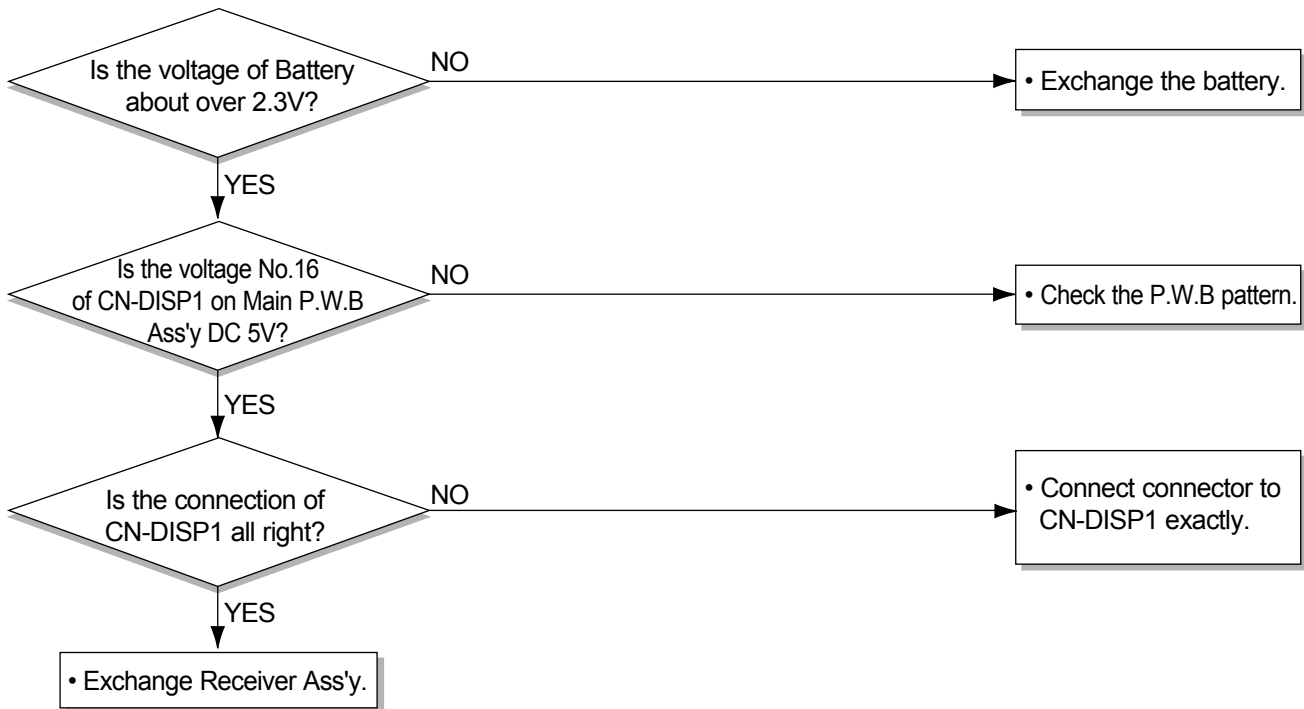 Is the voltage of Battery
about over 2.3V?
NO
• Exchange the battery.
YES
Is the voltage No.16
of CN-DISP1 on Main P.W.B
Ass'y DC 5V?
NO
• Check the P.W.B pattern.
YES
Is the connection of
CN-DISP1 all right?
NO
• Connect connector to
CN-DISP1 exactly.
YES
• Exchange Receiver Ass'y.